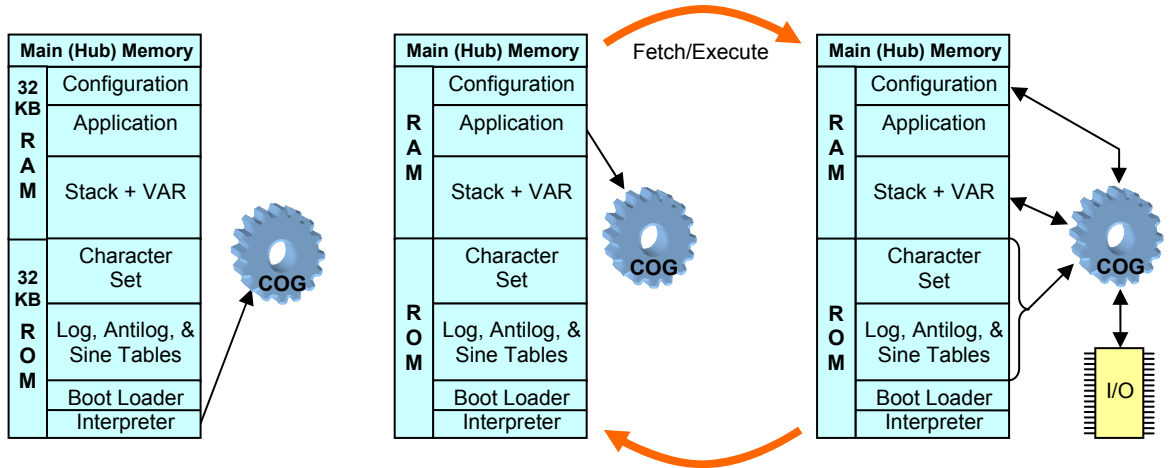 Main (Hub) Memory
32
KB
R
A
M
Configuration
Application
Stack + VAR
32
KB
R
O
M
Character
Set
Log, Antilog, &
Sine Tables
Boot Loader
Interpreter
COG
Main (Hub) Memory
R
A
M
Configuration
Application
Stack + VAR
R
O
M
Character
Set
Log, Antilog, &
Sine Tables
Boot Loader
Interpreter
COG
Fetch/Execute
Main (Hub) Memory
R
A
M
Configuration
Application
Stack + VAR
R
O
M
Character
Set
Log, Antilog, &
Sine Tables
Boot Loader
Interpreter
COG
I/O